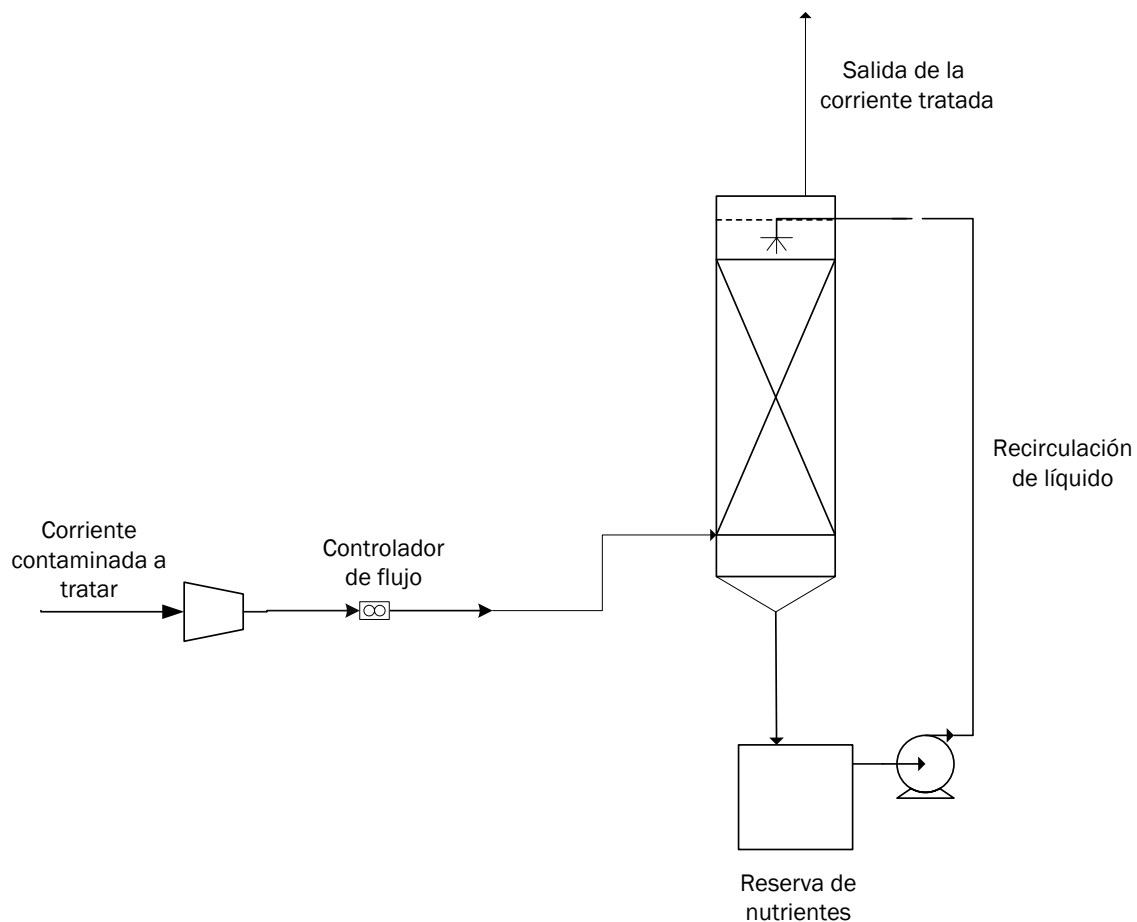 Salida de la
corriente tratada
Recirculación
de líquido
Corriente
contaminada a
tratar
Controlador
de flujo
Reserva de
nutrientes